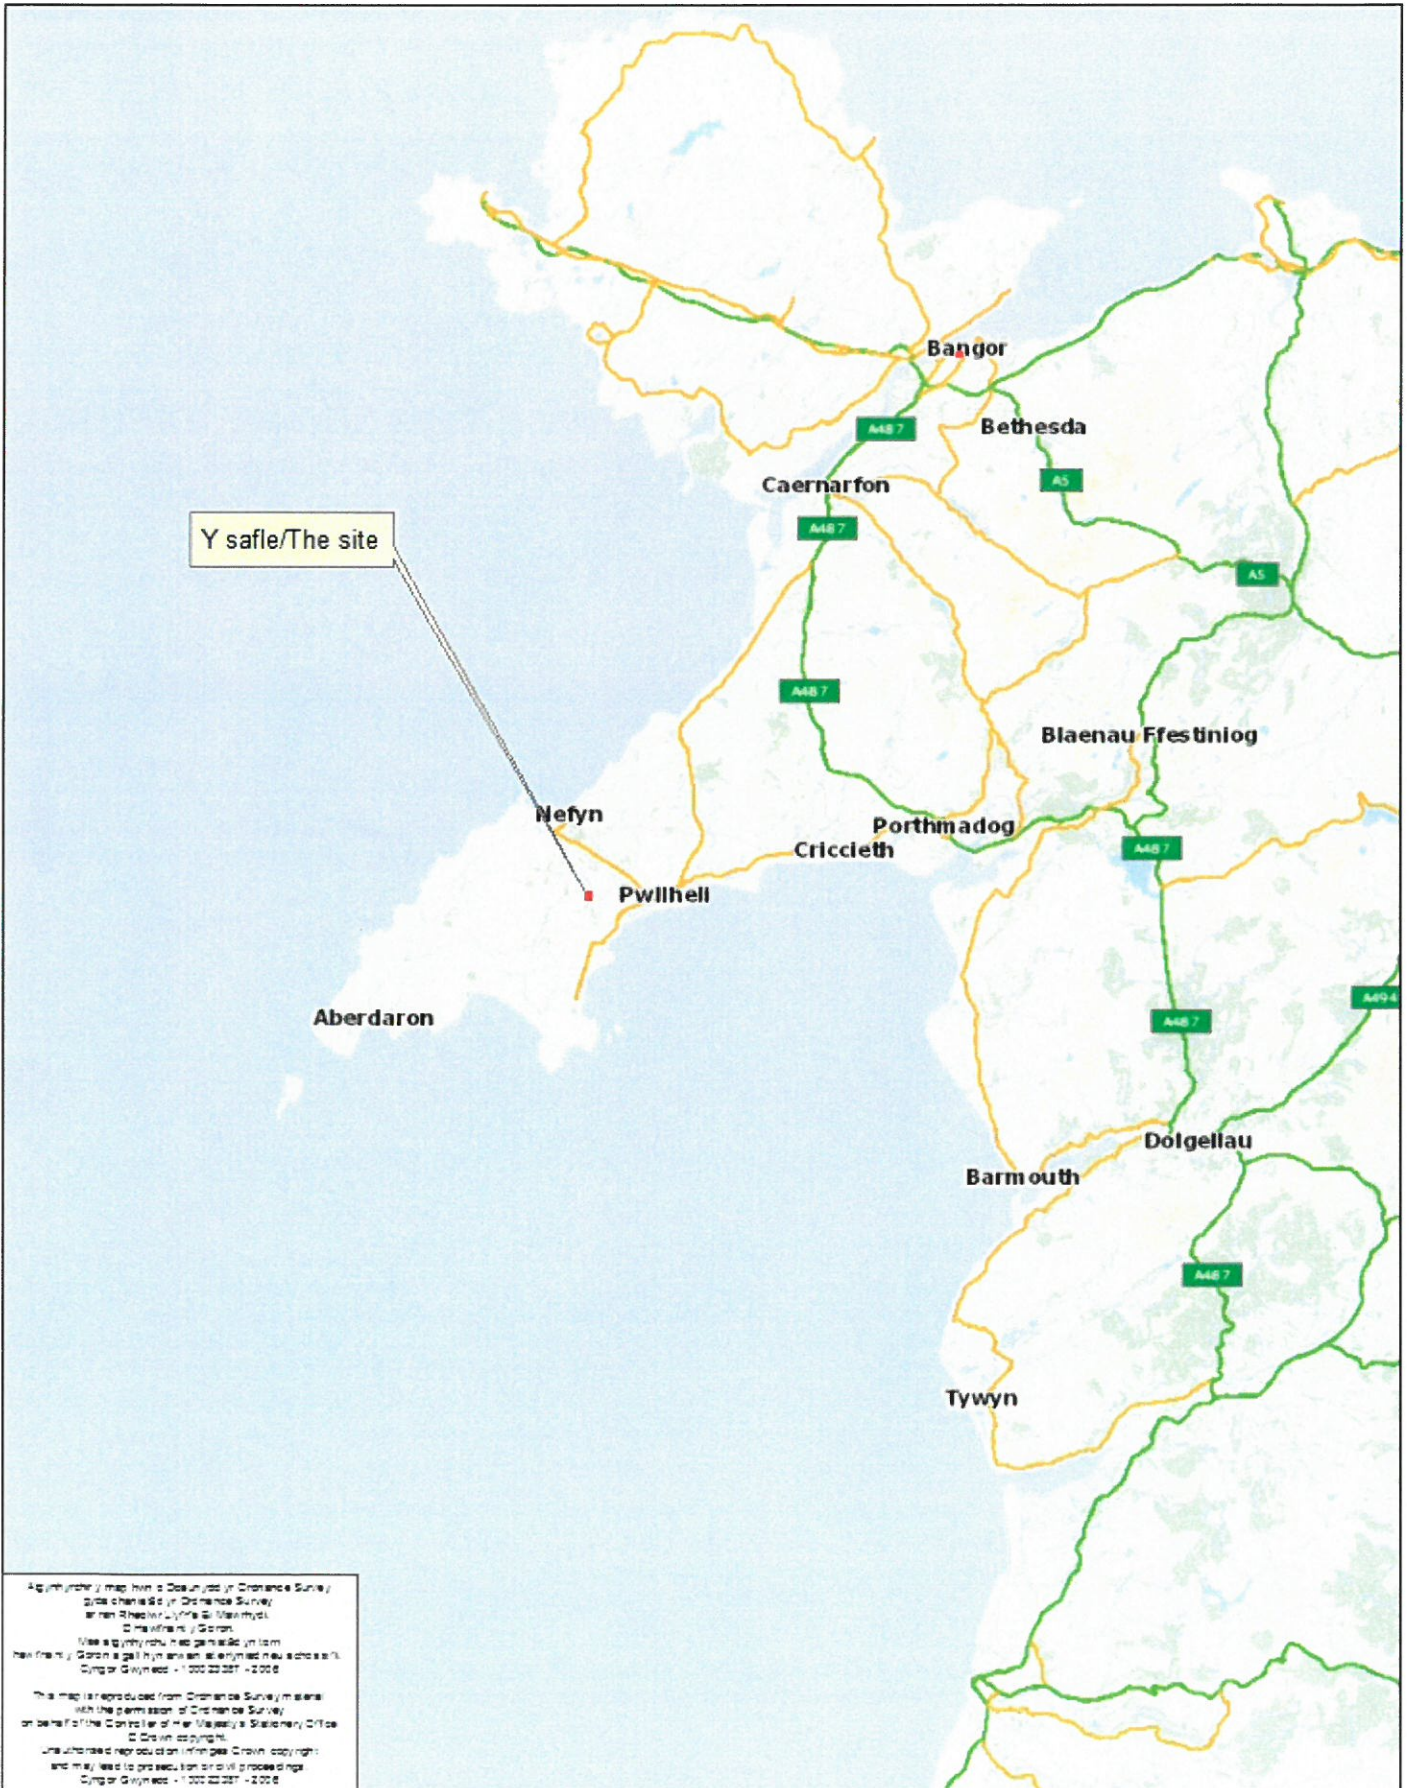 Bangor
A487
Bethesda
A5
Caernarfon
A487
Y safle/The site
A5
A487
Blaenau Ffestiniog
Nefyn
Porthmadog
Criccieth
A487
Pwllheli
A494
Aberdaron
A487
Dolgellau
Barmouth
A487
Tywyn
This map is reproduced from Ordnance Survey material
with the permission of Ordnance Survey
on behalf of the Controller of Her Majesty's Stationery Office
© Crown copyright.
Unauthorised reproduction infringes Crown copyright
and may lead to prosecution or civil proceedings.
Cyngor Gwynedd